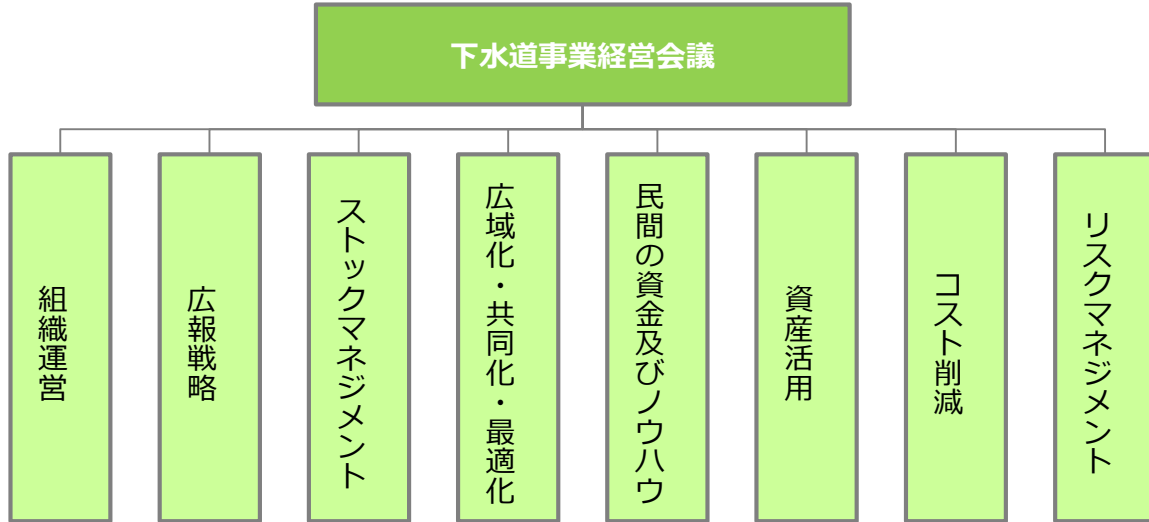 下水道事業経営会議
組織運営
広報戦略
ストックマネジメント
広域化・共同化・最適化
民間の資金及びノウハウ
資産活用
コスト削減
リスクマネジメント